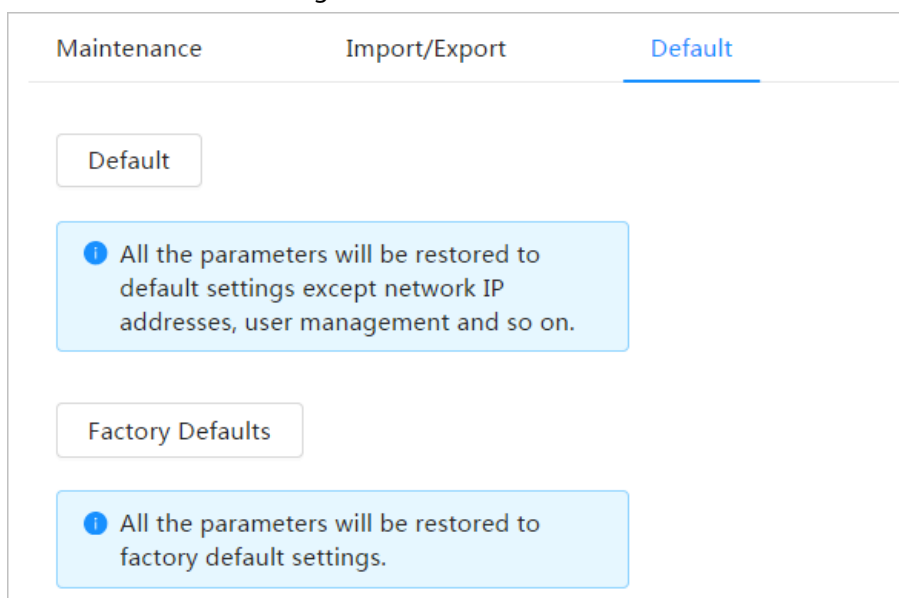 Maintenance Import/Export Default
Default
All the parameters will be restored to
default settings except network IP
addresses, user management and so on.
Factory Defaults
All the parameters will be restored to
factory default settings.